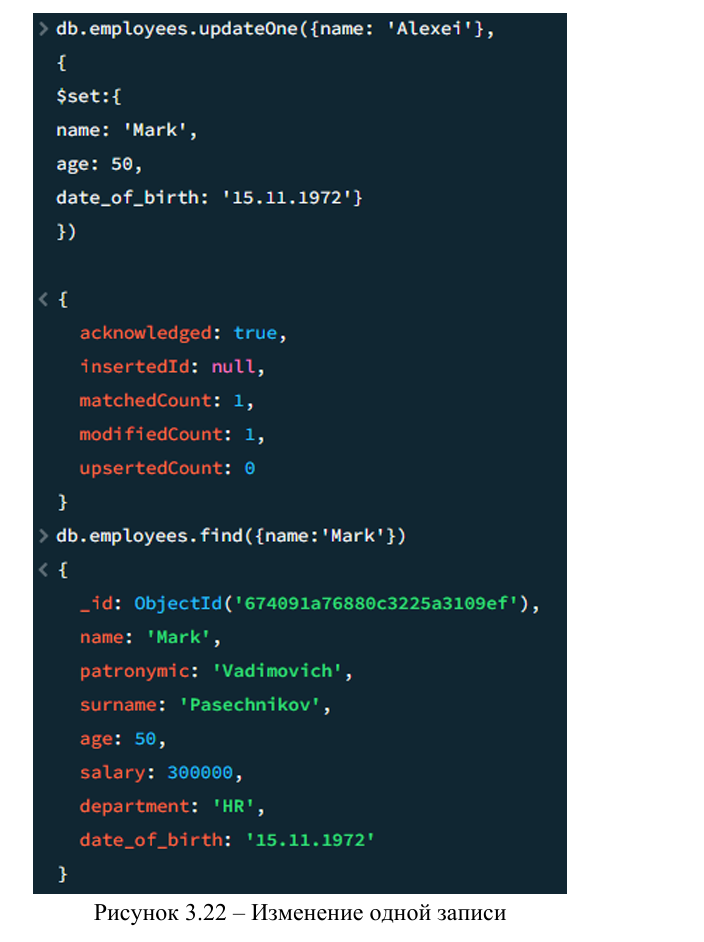 > db.employees.updateOne({name: 'Alexei'},
{
$set:{
name: 'Mark',
age: 50,
date_of_birth: '15.11.1972'}
})
< {
acknowledged: true,
insertedId: null,
matchedCount: 1,
modifiedCount: 1,
upsertedCount: 0
}
> db.employees.find({name:'Mark'})
< {
_id: ObjectId('674091a76880c3225a3109ef'),
name: 'Mark',
patronymic: 'Vadimovich',
surname: 'Pasechnikov',
age: 50,
salary: 300000,
department: 'HR',
date_of_birth: '15.11.1972'
}
Рисунок 3.22 – Изменение одной записи